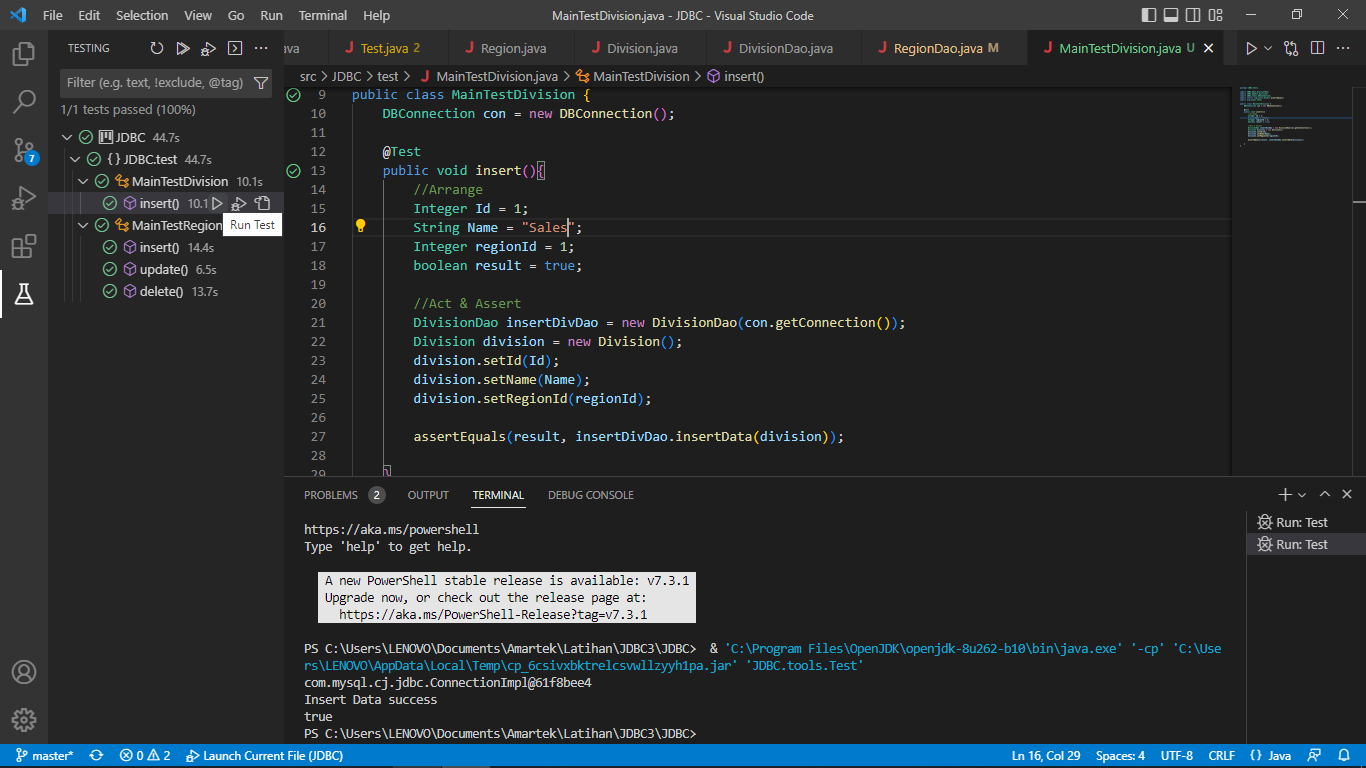 File Edit Selection View Go Run Terminal Help MainTestDivision.java - JDBC - Visual Studio Code
TESTING
Filter (e.g. text, !exclude, @tag)
1/1 tests passed (100%)
JDBC 44.7s
{ } JDBC.test 44.7s
MainTestDivision 10.1s
insert() 10.1
MainTestRegion
Run Test
insert() 14.4s
update() 6.5s
delete() 13.7s
7
ava Test.java 2 Region.java Division.java DivisionDao.java RegionDao.java M MainTestDivision.java U
src > JDBC > test > MainTestDivision.java > MainTestDivision > insert()
9 public class MainTestDivision {
10 DBConnection con = new DBConnection();
11
12 @Test
13 public void insert(){
14 //Arrange
15 Integer Id = 1;
16 String Name = "Sales";
17 Integer regionId = 1;
18 boolean result = true;
19
20 //Act & Assert
21 DivisionDao insertDivDao = new DivisionDao(con.getConnection());
22 Division division = new Division();
23 division.setId(Id);
24 division.setName(Name);
25 division.setRegionId(regionId);
26
27 assertEquals(result, insertDivDao.insertData(division));
28
29 }
PROBLEMS 2 OUTPUT TERMINAL DEBUG CONSOLE
https://aka.ms/powershell
Type 'help' to get help.
A new PowerShell stable release is available: v7.3.1
Upgrade now, or check out the release page at:
https://aka.ms/PowerShell-Release?tag=v7.3.1
PS C:\Users\LENOVO\Documents\Amartek\Latihan\JDBC3\JDBC> & 'C:\Program Files\OpenJDK\openjdk-8u262-b10\bin\java.exe' '-cp' 'C:\Use
rs\LENOVO\AppData\Local\Temp\cp_6csivxbktrelcsvwllzyyh1pa.jar' 'JDBC.tools.Test'
com.mysql.cj.jdbc.ConnectionImpl@61f8bee4
Insert Data success
true
PS C:\Users\LENOVO\Documents\Amartek\Latihan\JDBC3\JDBC>
Run: Test
Run: Test
master* 0 2 Launch Current File (JDBC) Ln 16, Col 29 Spaces: 4 UTF-8 CRLF { } Java